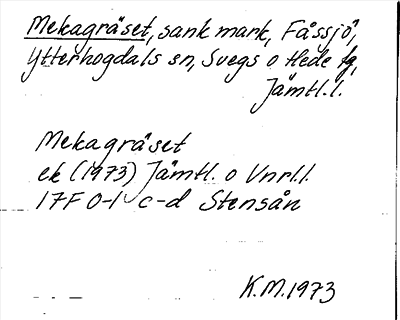 Mekagräset, sank mark, Fåssjö,
Ytterhogdals sn, Svegs o Hede tg,
Jämtl.l.
Mekagräset
ek (1973) Jämtl. o Vnrl.l.
17F 0-1 c-d Stensån
K.M.1973